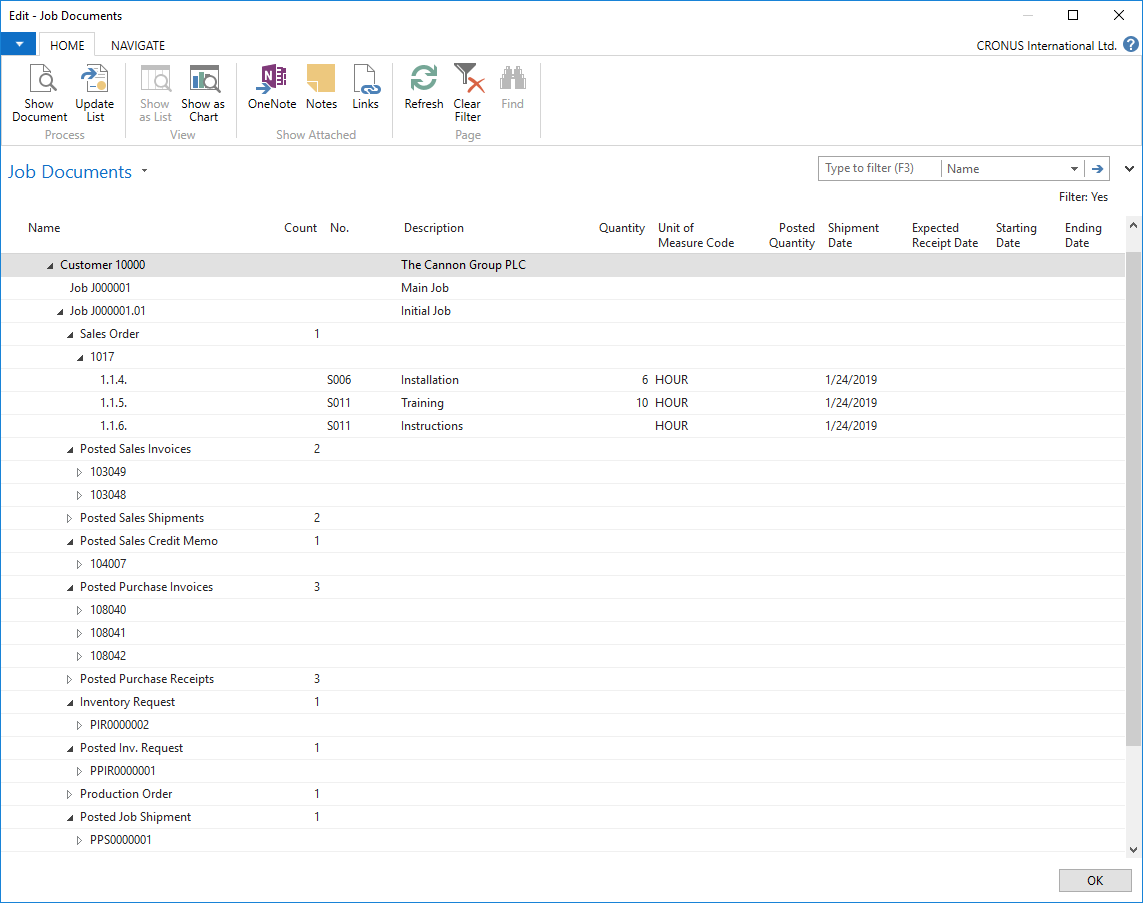 Edit - Job Documents
HOME NAVIGATE CRONUS International Ltd. ?
Show Document Update List Show as List Show as Chart OneNote Notes Links Refresh Clear Filter Find
Process View Show Attached Page
Job Documents Type to filter (F3) Name
Filter: Yes
Name Count No. Description Quantity Unit of Measure Code Posted Quantity Shipment Date Expected Receipt Date Starting Date Ending Date
Customer 10000 The Cannon Group PLC
Job J000001 Main Job
Job J000001.01 Initial Job
Sales Order 1
1017
1.1.4. S006 Installation 6 HOUR 1/24/2019
1.1.5. S011 Training 10 HOUR 1/24/2019
1.1.6. S011 Instructions HOUR 1/24/2019
Posted Sales Invoices 2
103049
103048
Posted Sales Shipments 2
Posted Sales Credit Memo 1
104007
Posted Purchase Invoices 3
108040
108041
108042
Posted Purchase Receipts 3
Inventory Request 1
PIR0000002
Posted Inv. Request 1
PPIR0000001
Production Order 1
Posted Job Shipment 1
PPS0000001
OK